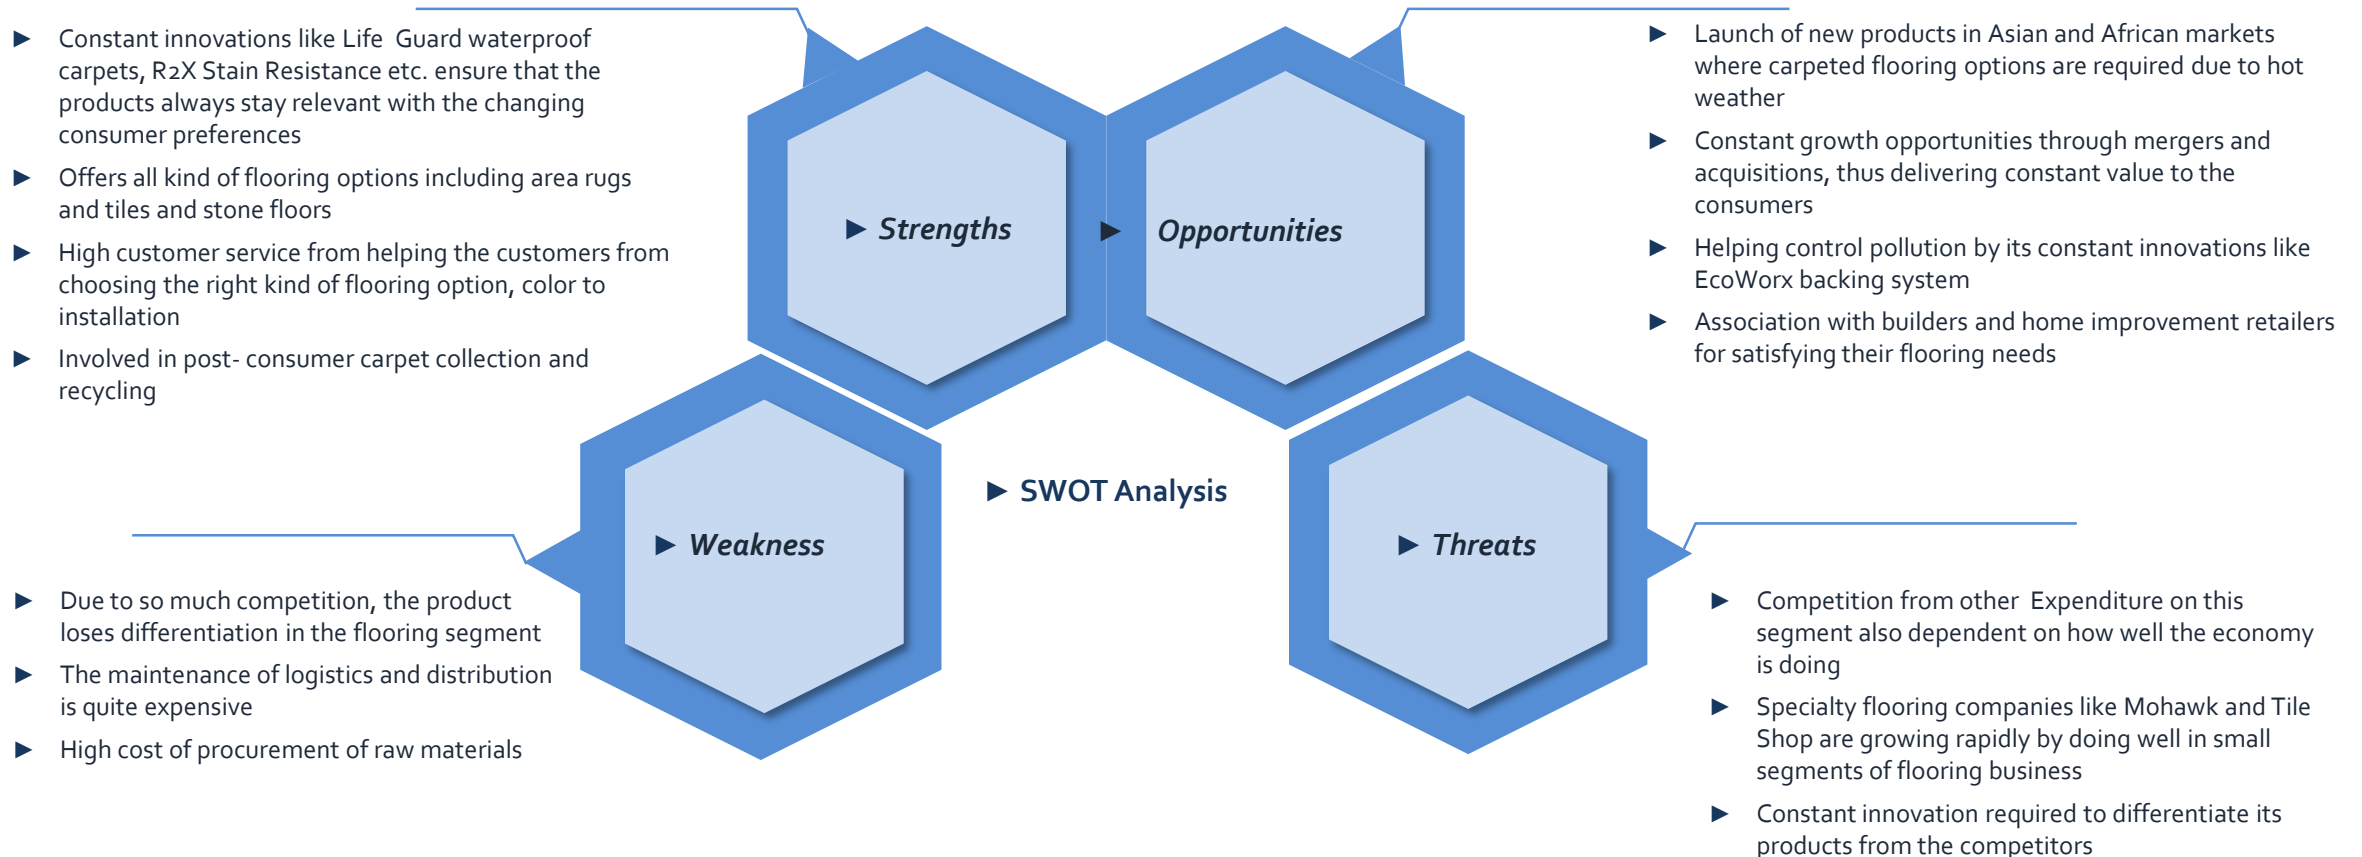 ► Constant innovations like Life  Guard waterproof
carpets, R2X Stain Resistance etc. ensure that the
products always stay relevant with the changing
consumer preferences
► Offers all kind of flooring options including area rugs
and tiles and stone floors
► High customer service from helping the customers from
choosing the right kind of flooring option, color to
installation
► Involved in post- consumer carpet collection and
recycling
► Strengths
► Opportunities
► Launch of new products in Asian and African markets
where carpeted flooring options are required due to hot
weather
► Constant growth opportunities through mergers and
acquisitions, thus delivering constant value to the
consumers
► Helping control pollution by its constant innovations like
EcoWorx backing system
► Association with builders and home improvement retailers
for satisfying their flooring needs
► SWOT Analysis
► Weakness
► Due to so much competition, the product
loses differentiation in the flooring segment
► The maintenance of logistics and distribution
is quite expensive
► High cost of procurement of raw materials
► Threats
► Competition from other  Expenditure on this
segment also dependent on how well the economy
is doing
► Specialty flooring companies like Mohawk and Tile
Shop are growing rapidly by doing well in small
segments of flooring business
► Constant innovation required to differentiate its
products from the competitors